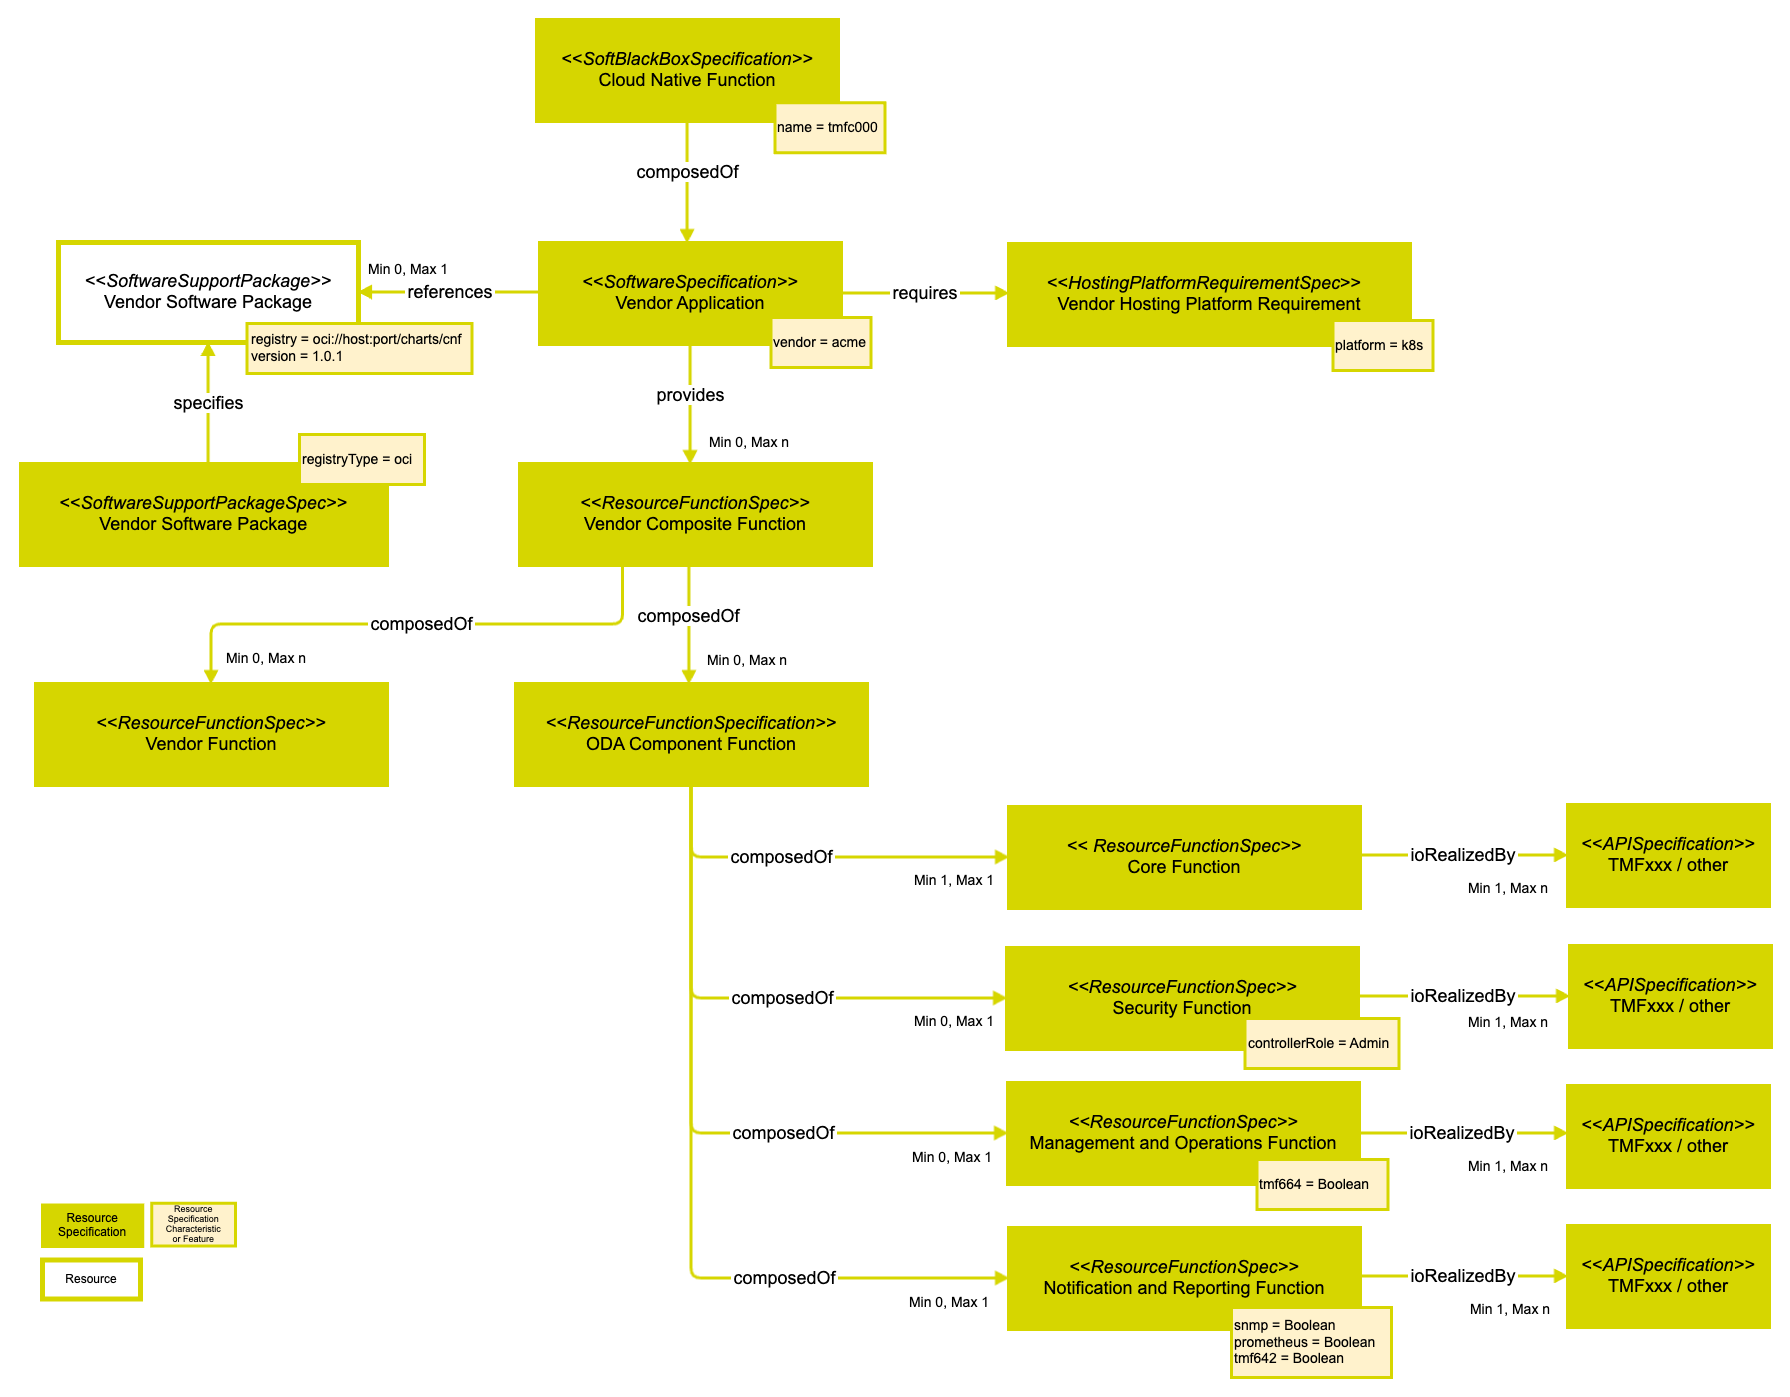 <<SoftBlackBoxSpecification>>
Cloud Native Function
name = tmfc000
composedOf
<<SoftwareSupportPackage>>
Vendor Software Package
registry = oci://host:port/charts/cnf
version = 1.0.1
Min 0, Max 1
references
<<SoftwareSpecification>>
Vendor Application
vendor = acme
requires
<<HostingPlatformRequirementSpec>>
Vendor Hosting Platform Requirement
platform = k8s
specifies
provides
Min 0, Max n
registryType = oci
<<SoftwareSupportPackageSpec>>
Vendor Software Package
<<ResourceFunctionSpec>>
Vendor Composite Function
composedOf
Min 0, Max n
composedOf
Min 0, Max n
<<ResourceFunctionSpec>>
Vendor Function
<<ResourceFunctionSpecification>>
ODA Component Function
composedOf
Min 1, Max 1
<< ResourceFunctionSpec>>
Core Function
ioRealizedBy
Min 1, Max n
<<APISpecification>>
TMFxxx / other
composedOf
Min 0, Max 1
<<ResourceFunctionSpec>>
Security Function
controllerRole = Admin
ioRealizedBy
Min 1, Max n
<<APISpecification>>
TMFxxx / other
composedOf
Min 0, Max 1
<<ResourceFunctionSpec>>
Management and Operations Function
tmf664 = Boolean
ioRealizedBy
Min 1, Max n
<<APISpecification>>
TMFxxx / other
composedOf
Min 0, Max 1
<<ResourceFunctionSpec>>
Notification and Reporting Function
snmp = Boolean
prometheus = Boolean
tmf642 = Boolean
ioRealizedBy
Min 1, Max n
<<APISpecification>>
TMFxxx / other
Resource
Specification
Resource
Specification
Characteristic
or Feature
Resource